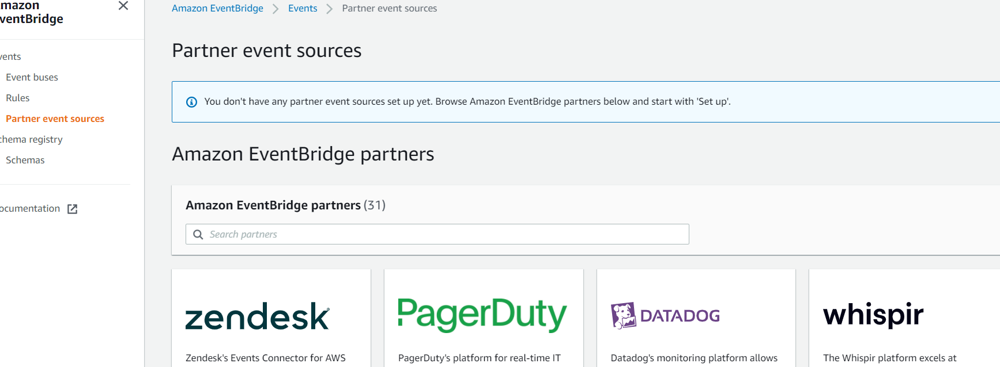 mazon
ventBridge
vents
Event buses
Rules
Partner event sources
chema registry
Schemas
ocumentation
Amazon EventBridge
Events
Partner event sources
Partner event sources
You don't have any partner event sources set up yet. Browse Amazon EventBridge partners below and start with 'Set up'.
Amazon EventBridge partners
Amazon EventBridge partners (31)
Search partners
zendesk
Zendesk's Events Connector for AWS
PagerDuty
PagerDuty's platform for real-time IT
DATADOG
Datadog's monitoring platform allows
whispir
The Whispir platform excels at